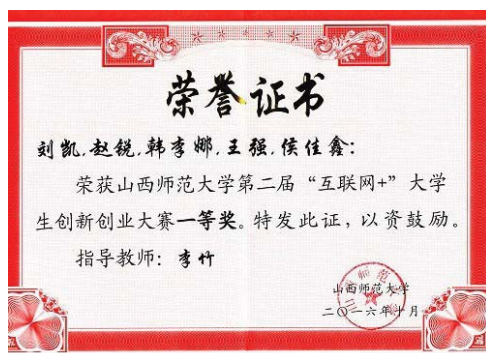 荣誉证书
刘凯.赵锐.韩李娜.王强.侯佳鑫：
荣获山西师范大学第二届“互联网+”大学
生创新创业大赛一等奖。特发此证，以资鼓励。
指导教师：李竹
山西师范大学
二〇一六年十月